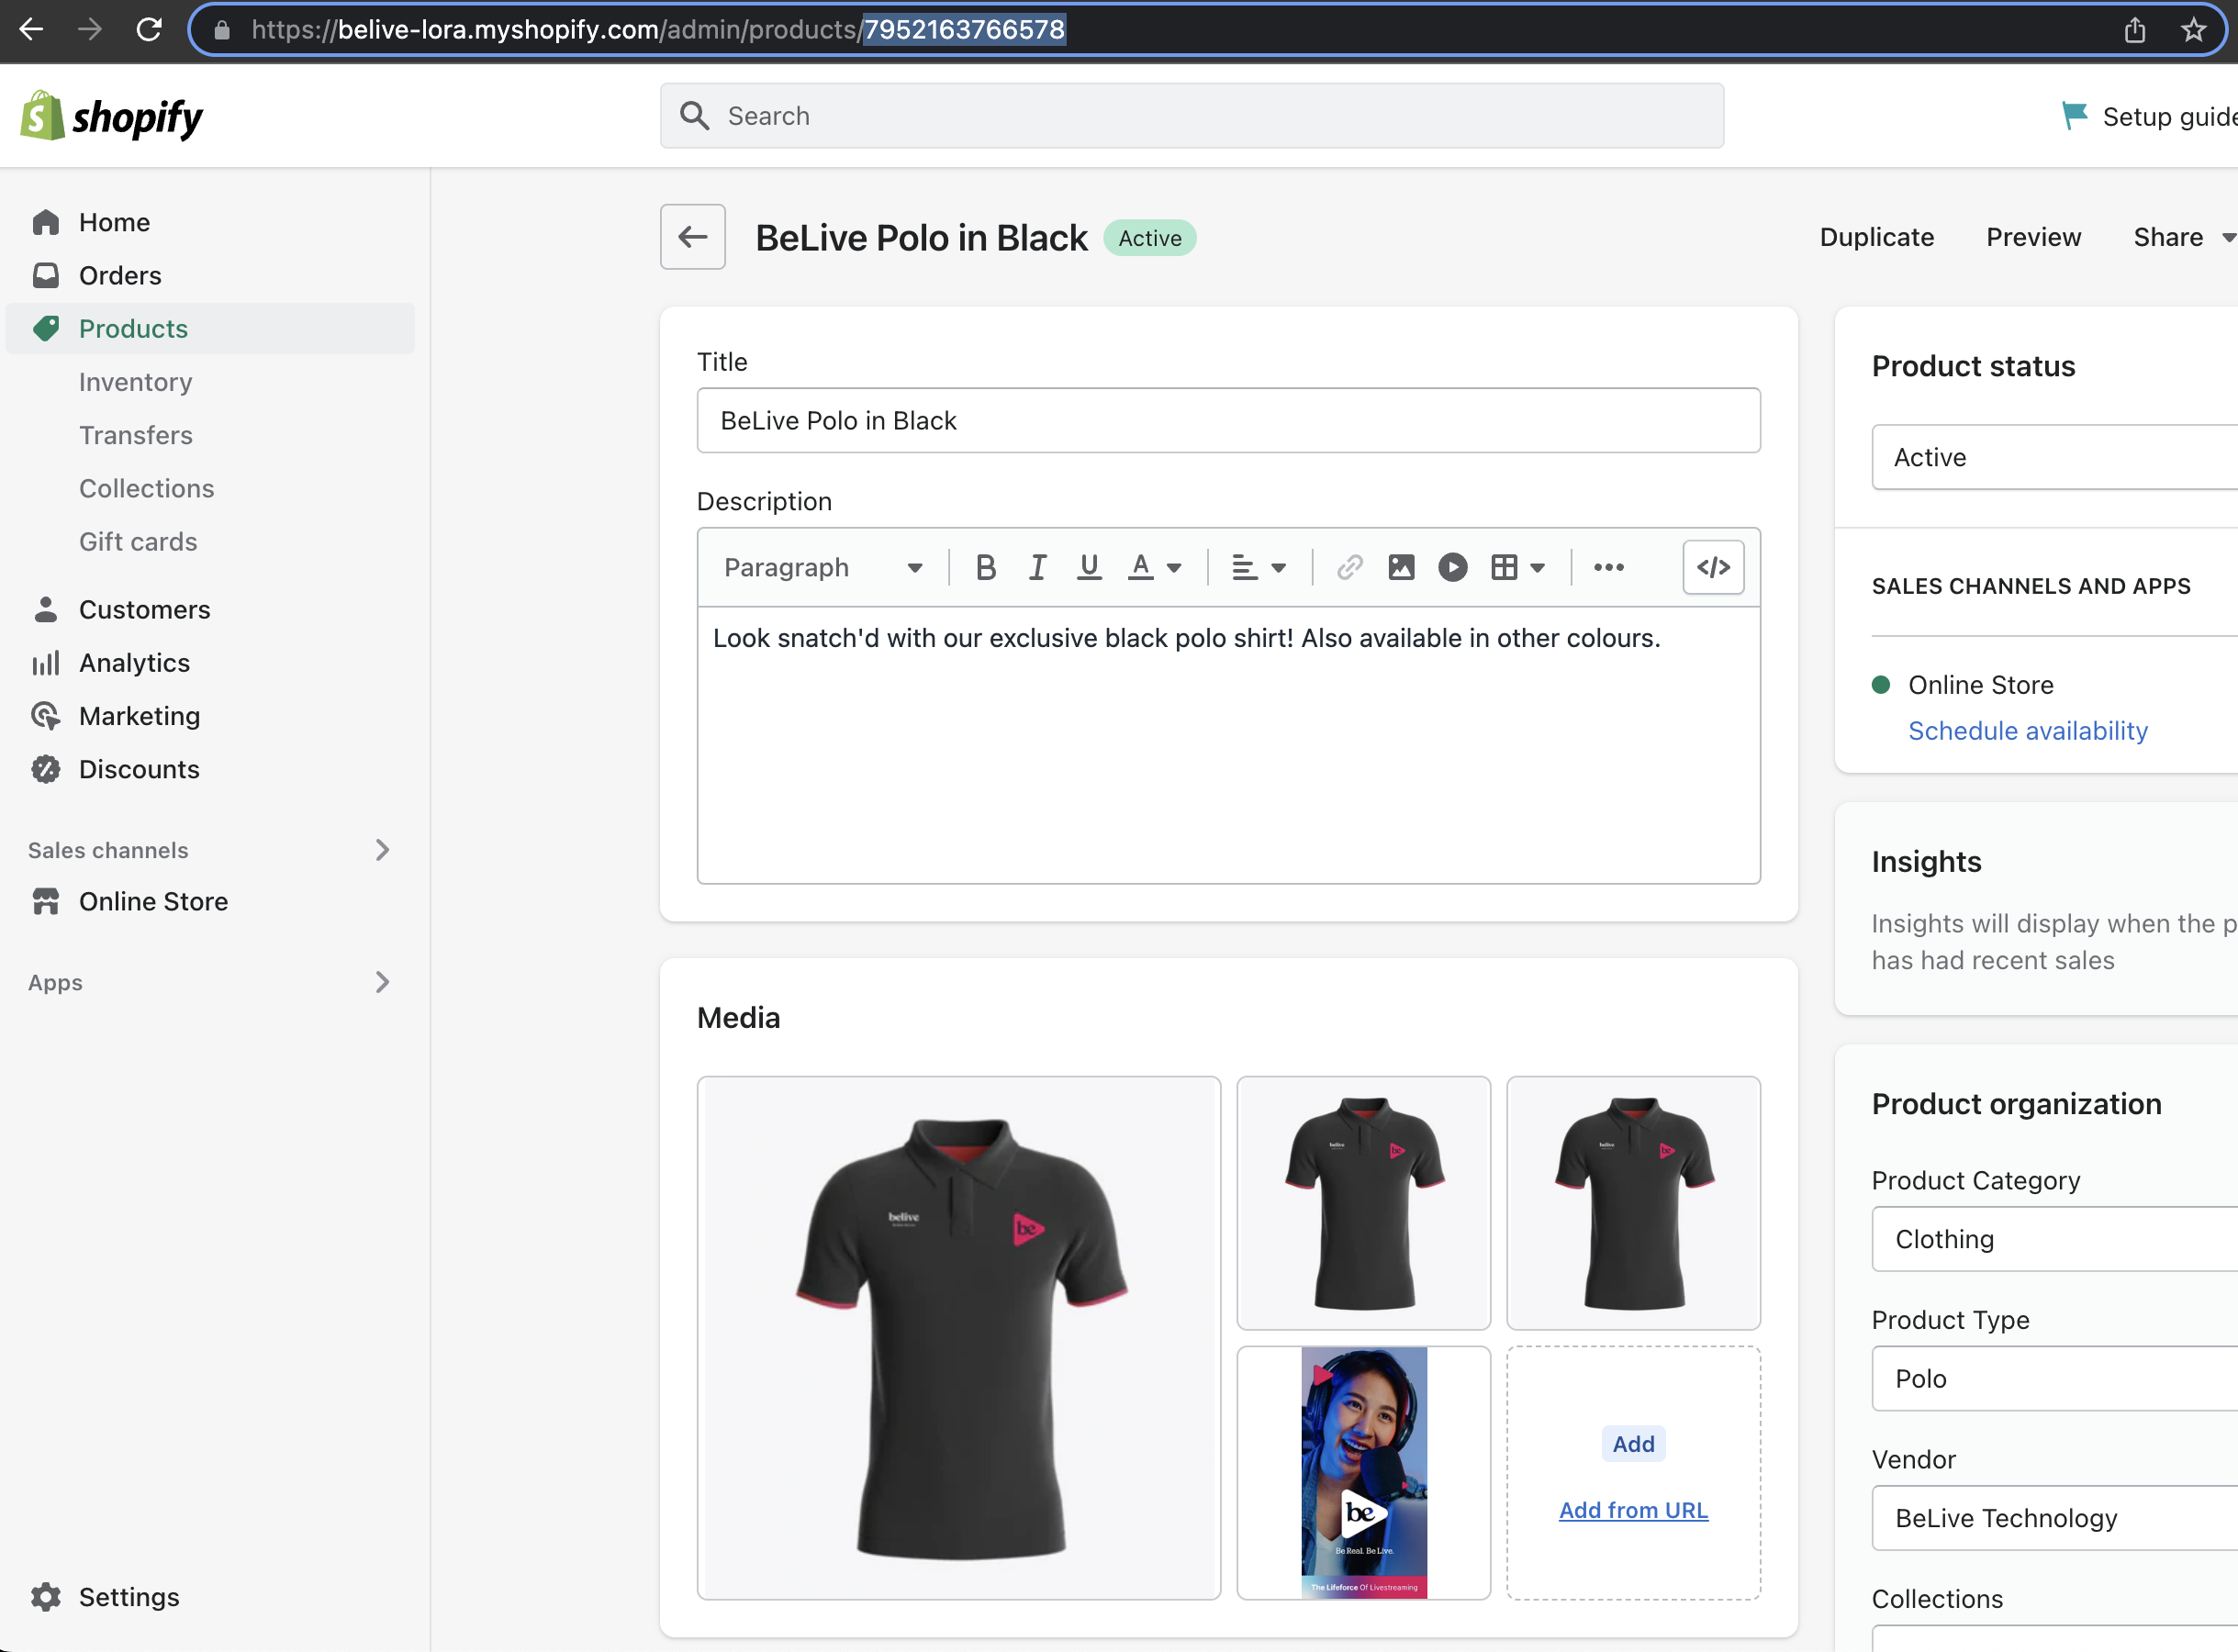 https://belive-lora.myshopify.com/admin/products/7952163766578
shopify
Search
Setup guide
Home
Orders
Products
Inventory
Transfers
Collections
Gift cards
Customers
Analytics
Marketing
Discounts
Sales channels
Online Store
Apps
Settings
BeLive Polo in Black
Active
Duplicate
Preview
Share
Title
BeLive Polo in Black
Description
Paragraph
B I U A </>
Look snatch'd with our exclusive black polo shirt! Also available in other colours.
Media
belive
be
belive
be
belive
be
be
Be Real. Be Live.
The Lifeforce Of Livestreaming
Add
Add from URL
Product status
Active
SALES CHANNELS AND APPS
Online Store
Schedule availability
Insights
Insights will display when the p
has had recent sales
Product organization
Product Category
Clothing
Product Type
Polo
Vendor
BeLive Technology
Collections